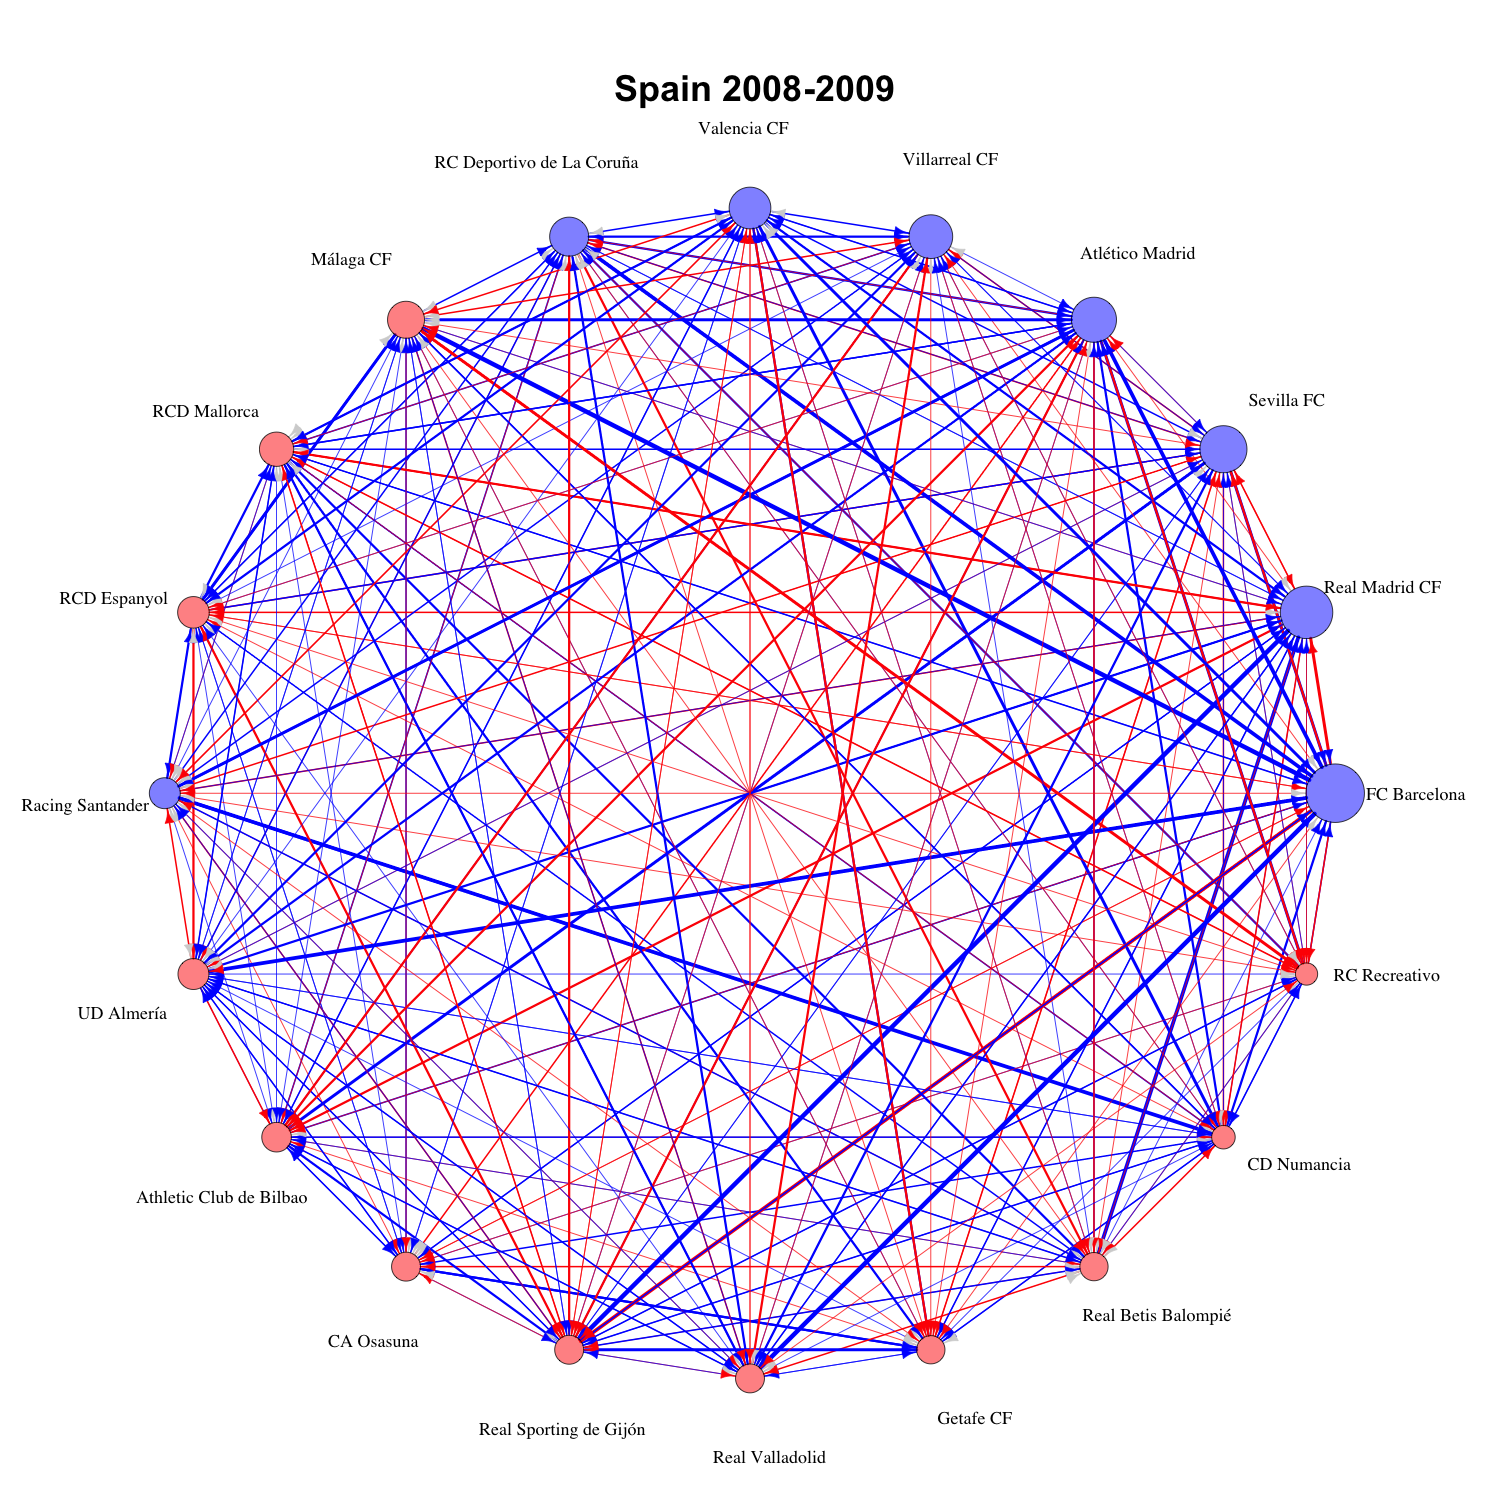 Spain 2008-2009
Valencia CF
Villarreal CF
RC Deportivo de La Coruña
Atlético Madrid
Málaga CF
Sevilla FC
RCD Mallorca
Real Madrid CF
RCD Espanyol
FC Barcelona
Racing Santander
RC Recreativo
UD Almería
CD Numancia
Athletic Club de Bilbao
Real Betis Balompié
CA Osasuna
Getafe CF
Real Sporting de Gijón
Real Valladolid